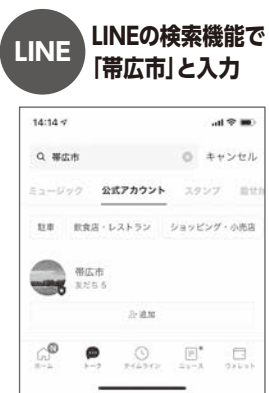 LINE
LINEの検索機能で
「帯広市」と入力
14:14
帯広市
キャンセル
ミュージック 公式アカウント スタンプ 着せか
駐車 飲食店・レストラン ショッピング・小売店
帯広市
友だち 5
追加
N
ホーム トーク タイムライン ニュース ウォレット